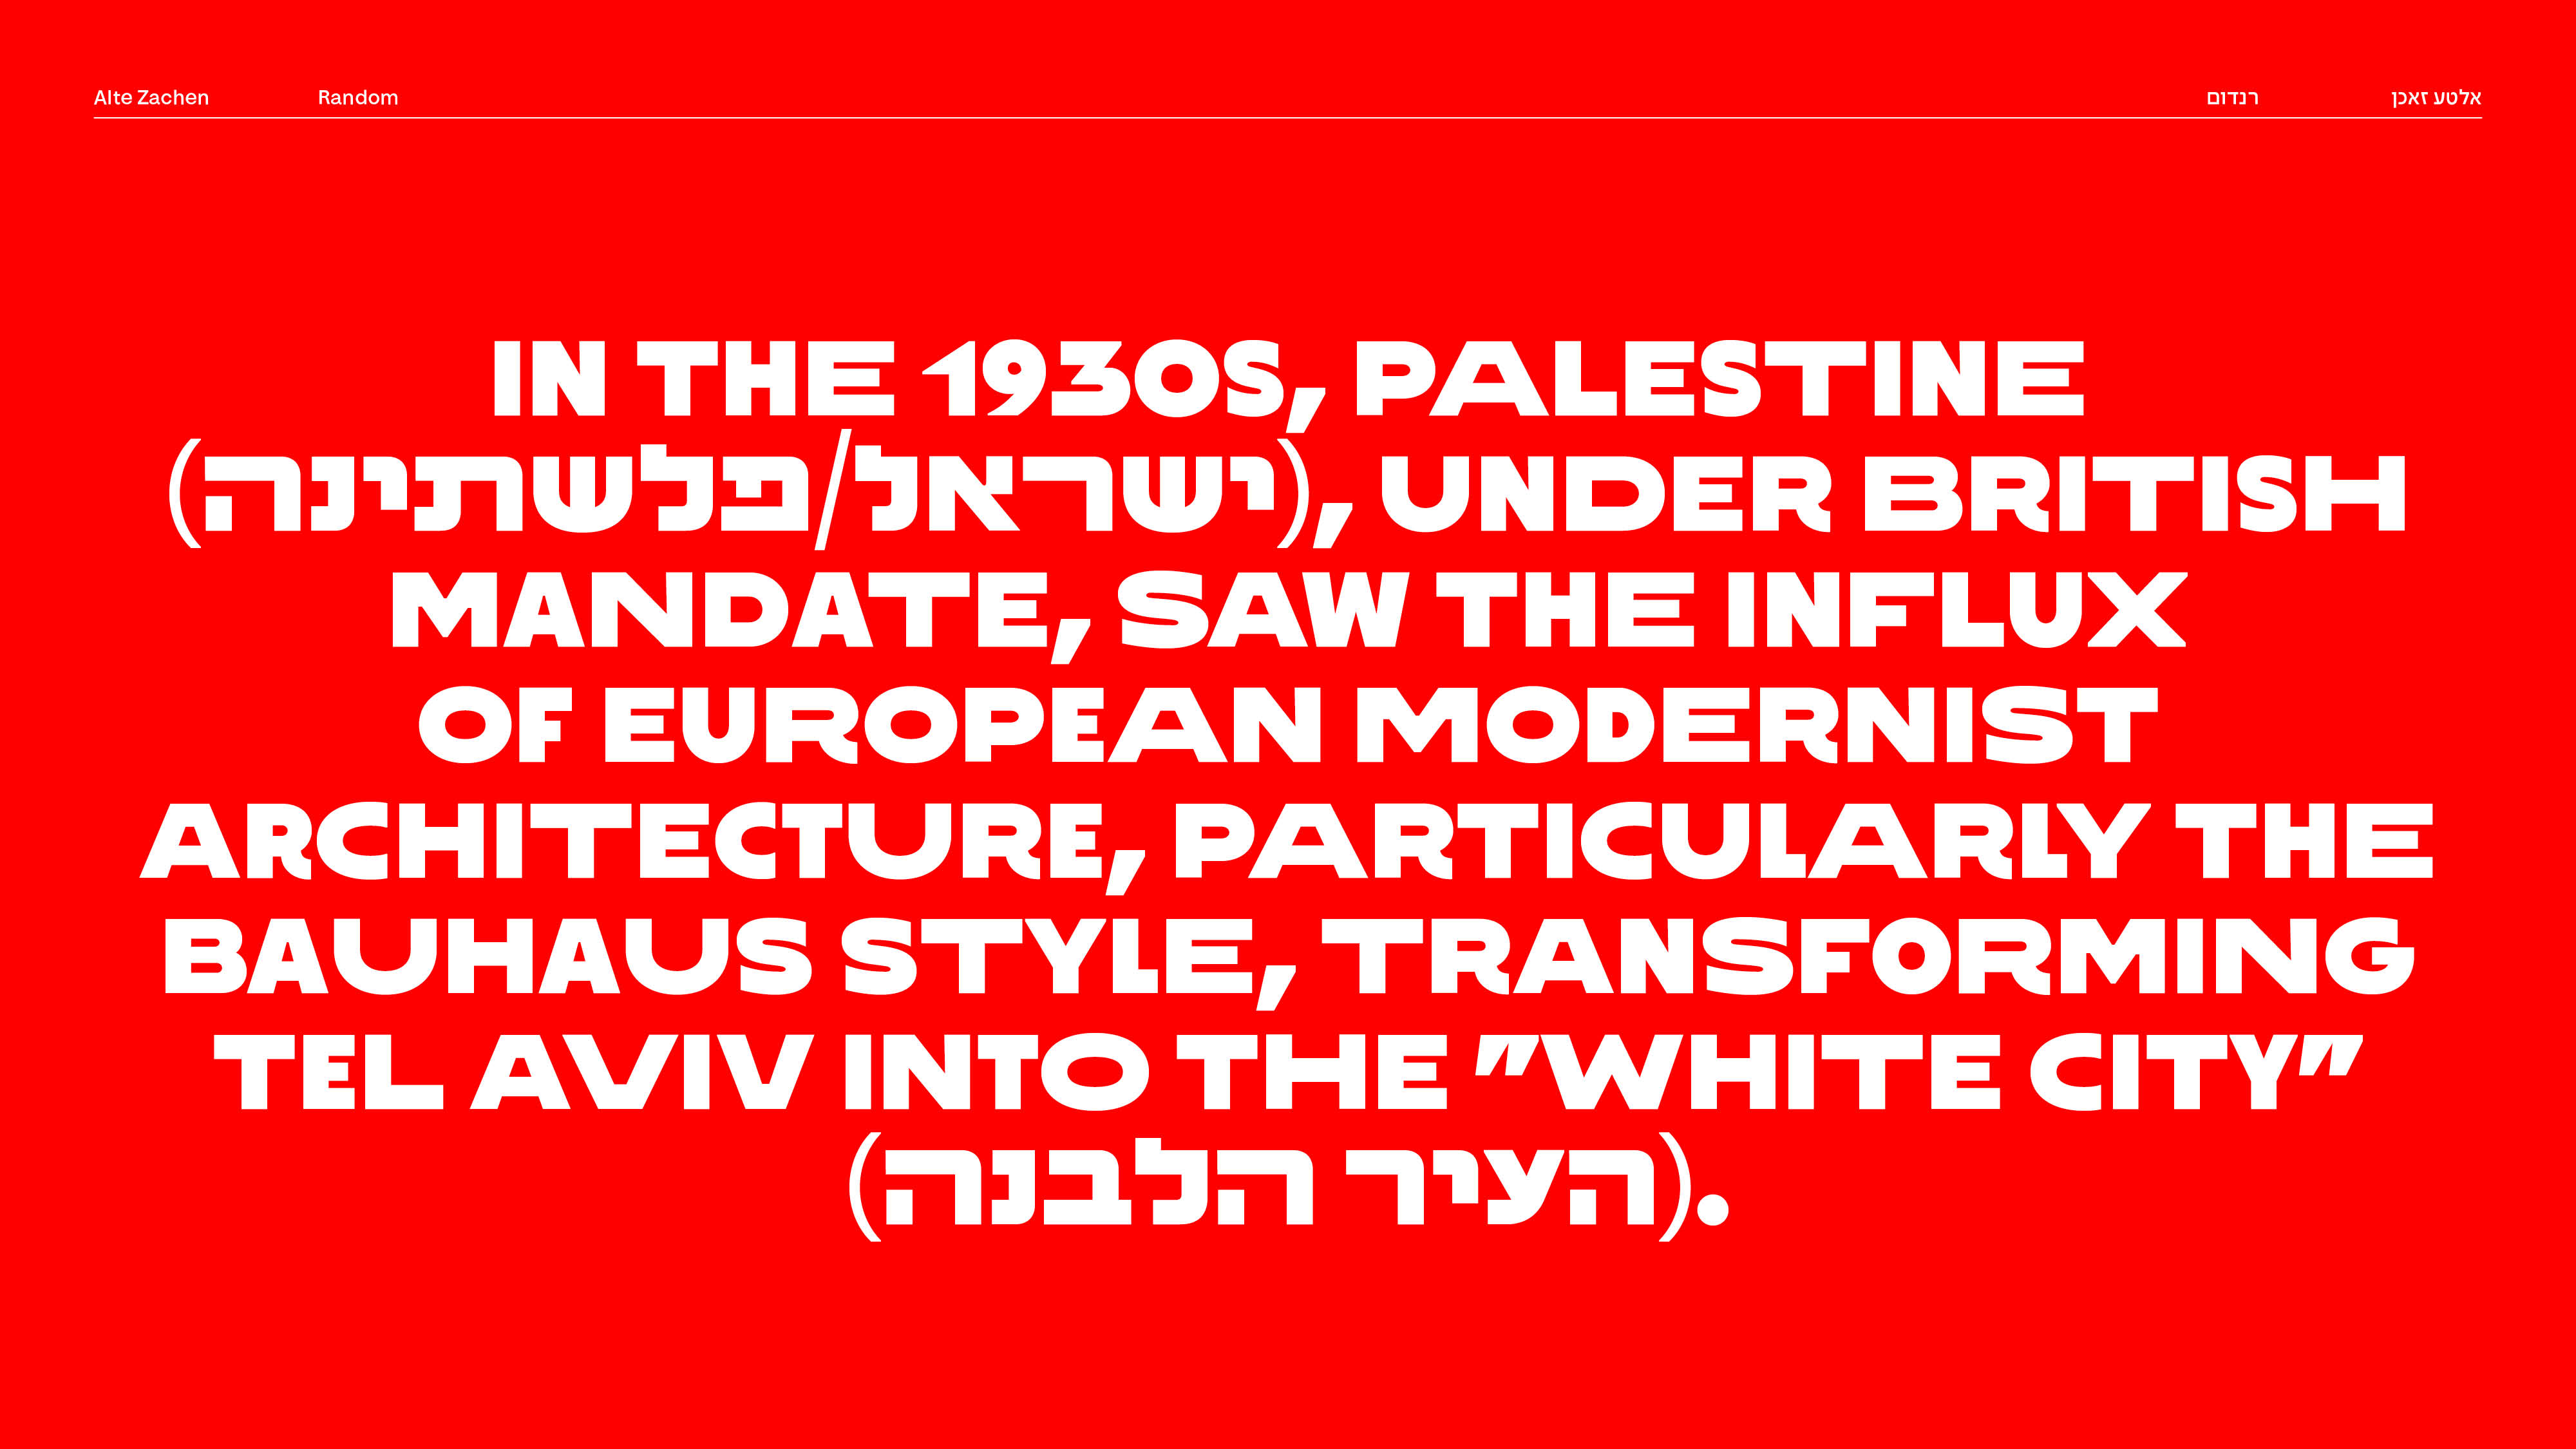 Alte Zachen Random רנדום אלטע זאכן
IN THE 1930S, PALESTINE
(ישראל/פלשתינה), UNDER BRITISH
MANDATE, SAW THE INFLUX
OF EUROPEAN MODERNIST
ARCHITECTURE, PARTICULARLY THE
BAUHAUS STYLE, TRANSFORMING
TEL AVIV INTO THE "WHITE CITY"
(העיר הלבנה).